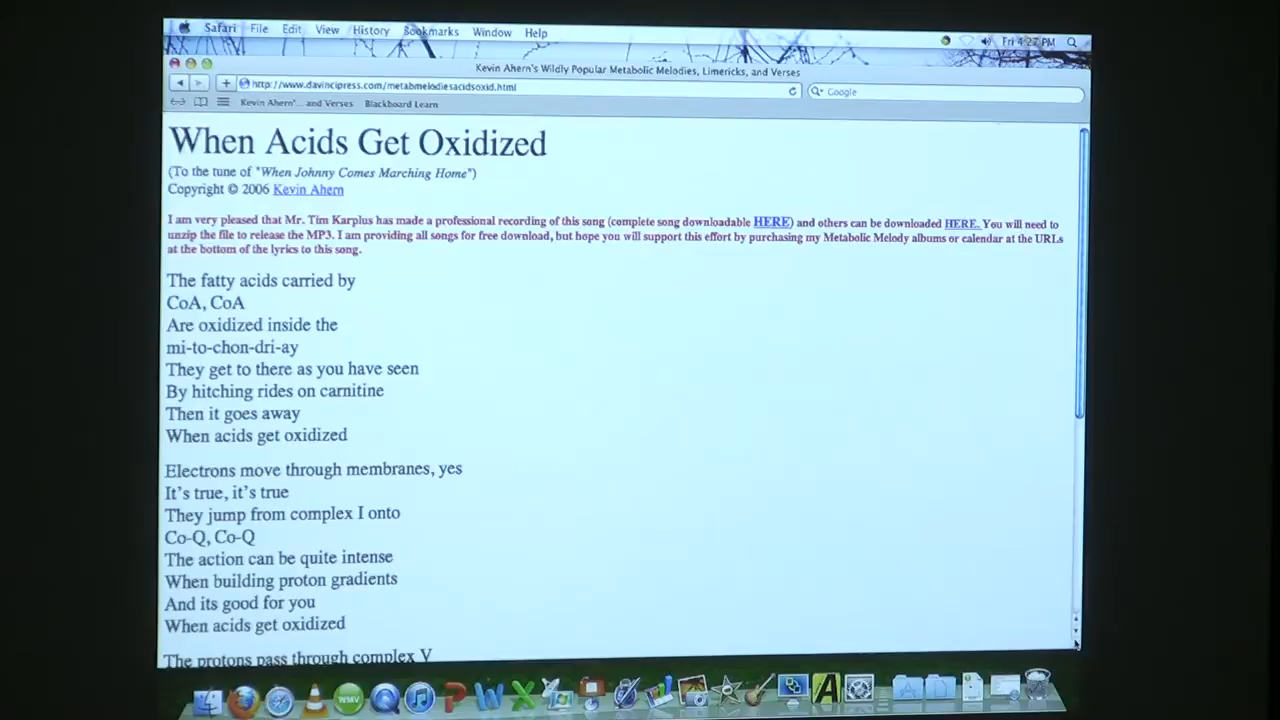 Safari File Edit View History Bookmarks Window Help Fri 4:27 PM
Kevin Ahern's Wildly Popular Metabolic Melodies, Limericks, and Verses
http://www.davincipress.com/metabmelodiesacidsoxid.html Google
Kevin Ahern'... and Verses Blackboard Learn
When Acids Get Oxidized
(To the tune of "When Johnny Comes Marching Home")
Copyright © 2006 Kevin Ahern
I am very pleased that Mr. Tim Karplus has made a professional recording of this song (complete song downloadable HERE) and others can be downloaded HERE. You will need to
unzip the file to release the MP3. I am providing all songs for free download, but hope you will support this effort by purchasing my Metabolic Melody albums or calendar at the URLs
at the bottom of the lyrics to this song.
The fatty acids carried by
CoA, CoA
Are oxidized inside the
mi-to-chon-dri-ay
They get to there as you have seen
By hitching rides on carnitine
Then it goes away
When acids get oxidized
Electrons move through membranes, yes
It's true, it's true
They jump from complex I onto
Co-Q, Co-Q
The action can be quite intense
When building proton gradients
And its good for you
When acids get oxidized
The protons pass through complex V
WMV